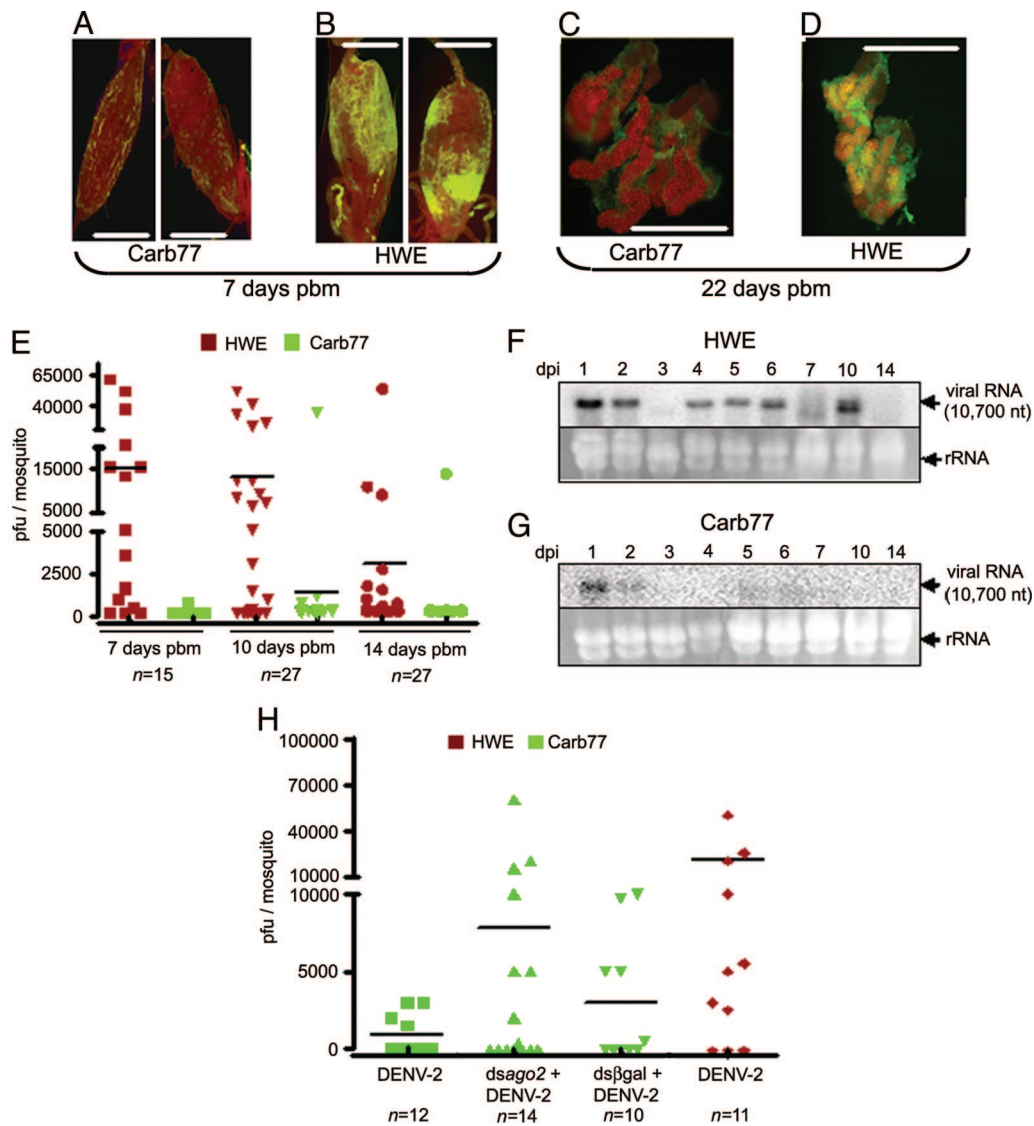 A B C D
Carb77 HWE Carb77 HWE
7 days pbm 22 days pbm
E
HWE Carb77
65000
40000
15000
5000
5000
2500
0
pfu / mosquito
7 days pbm 10 days pbm 14 days pbm
n=15 n=27 n=27
F HWE
dpi 1 2 3 4 5 6 7 10 14
viral RNA
(10,700 nt)
rRNA
G Carb77
dpi 1 2 3 4 5 6 7 10 14
viral RNA
(10,700 nt)
rRNA
H
HWE Carb77
100000
70000
40000
10000
10000
5000
0
pfu / mosquito
DENV-2 dsago2 + dsβgal + DENV-2
DENV-2 DENV-2
n=12 n=14 n=10 n=11